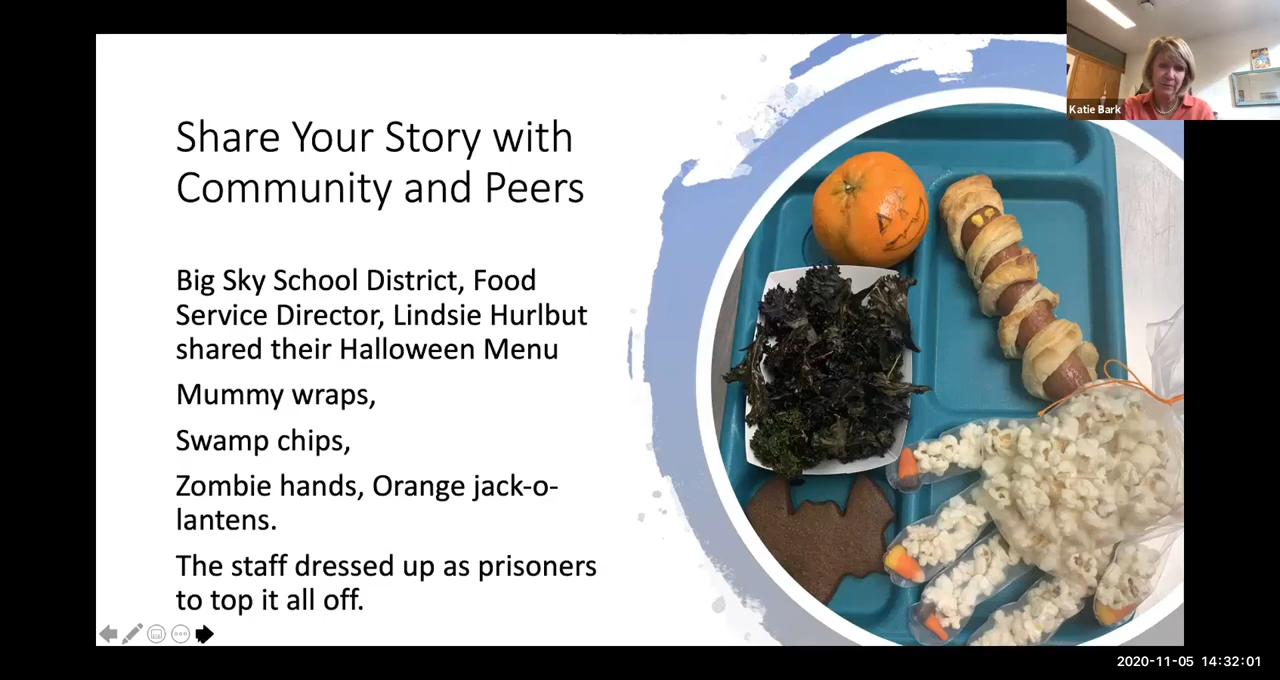 Katie Bark
Share Your Story with
Community and Peers
Big Sky School District, Food
Service Director, Lindsie Hurlbut
shared their Halloween Menu
Mummy wraps,
Swamp chips,
Zombie hands, Orange jack-o-
lantens.
The staff dressed up as prisoners
to top it all off.
2020-11-05 14:32:01